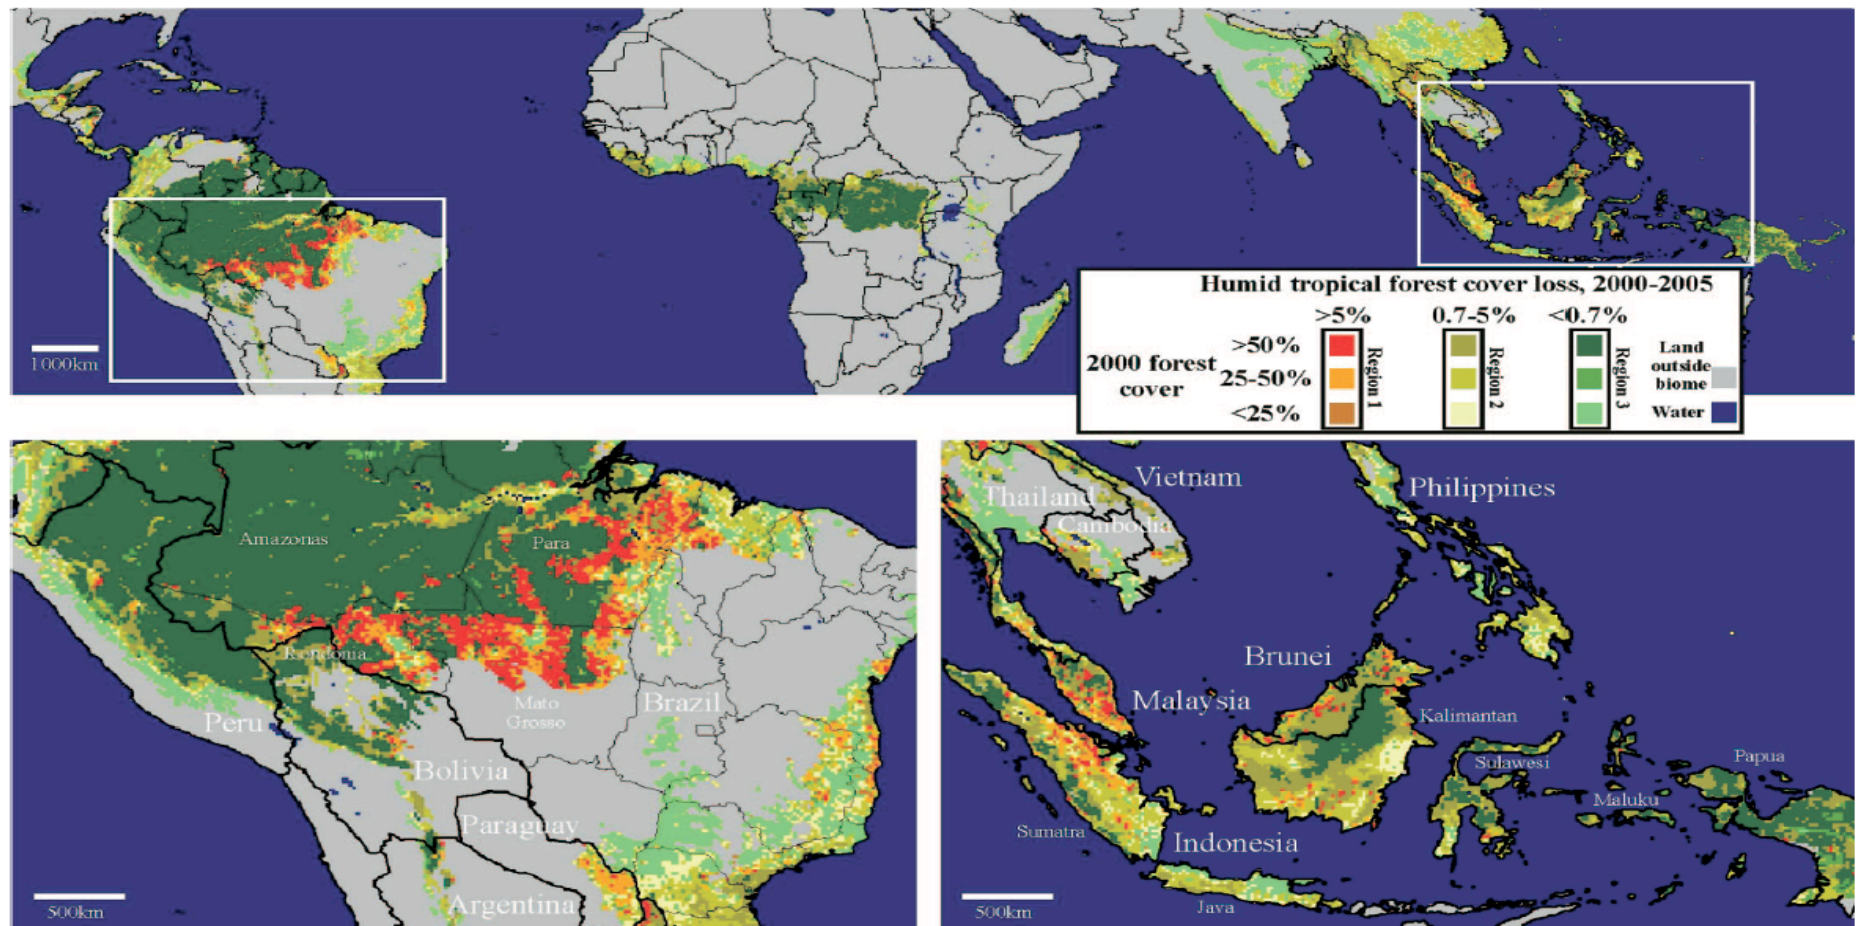 1000km
Humid tropical forest cover loss, 2000-2005
>5% 0.7-5% <0.7%
2000 forest cover
>50%
25-50%
<25%
Region 1
Region 2
Region 3
Land outside biome
Water
Amazonas
Para
Rondonia
Mato
Grosso
Brazil
Peru
Bolivia
Paraguay
Argentina
500km
Vietnam
Thailand
Cambodia
Philippines
Brunei
Malaysia
Kalimantan
Sulawesi
Papua
Maluku
Sumatra
Indonesia
Java
500km